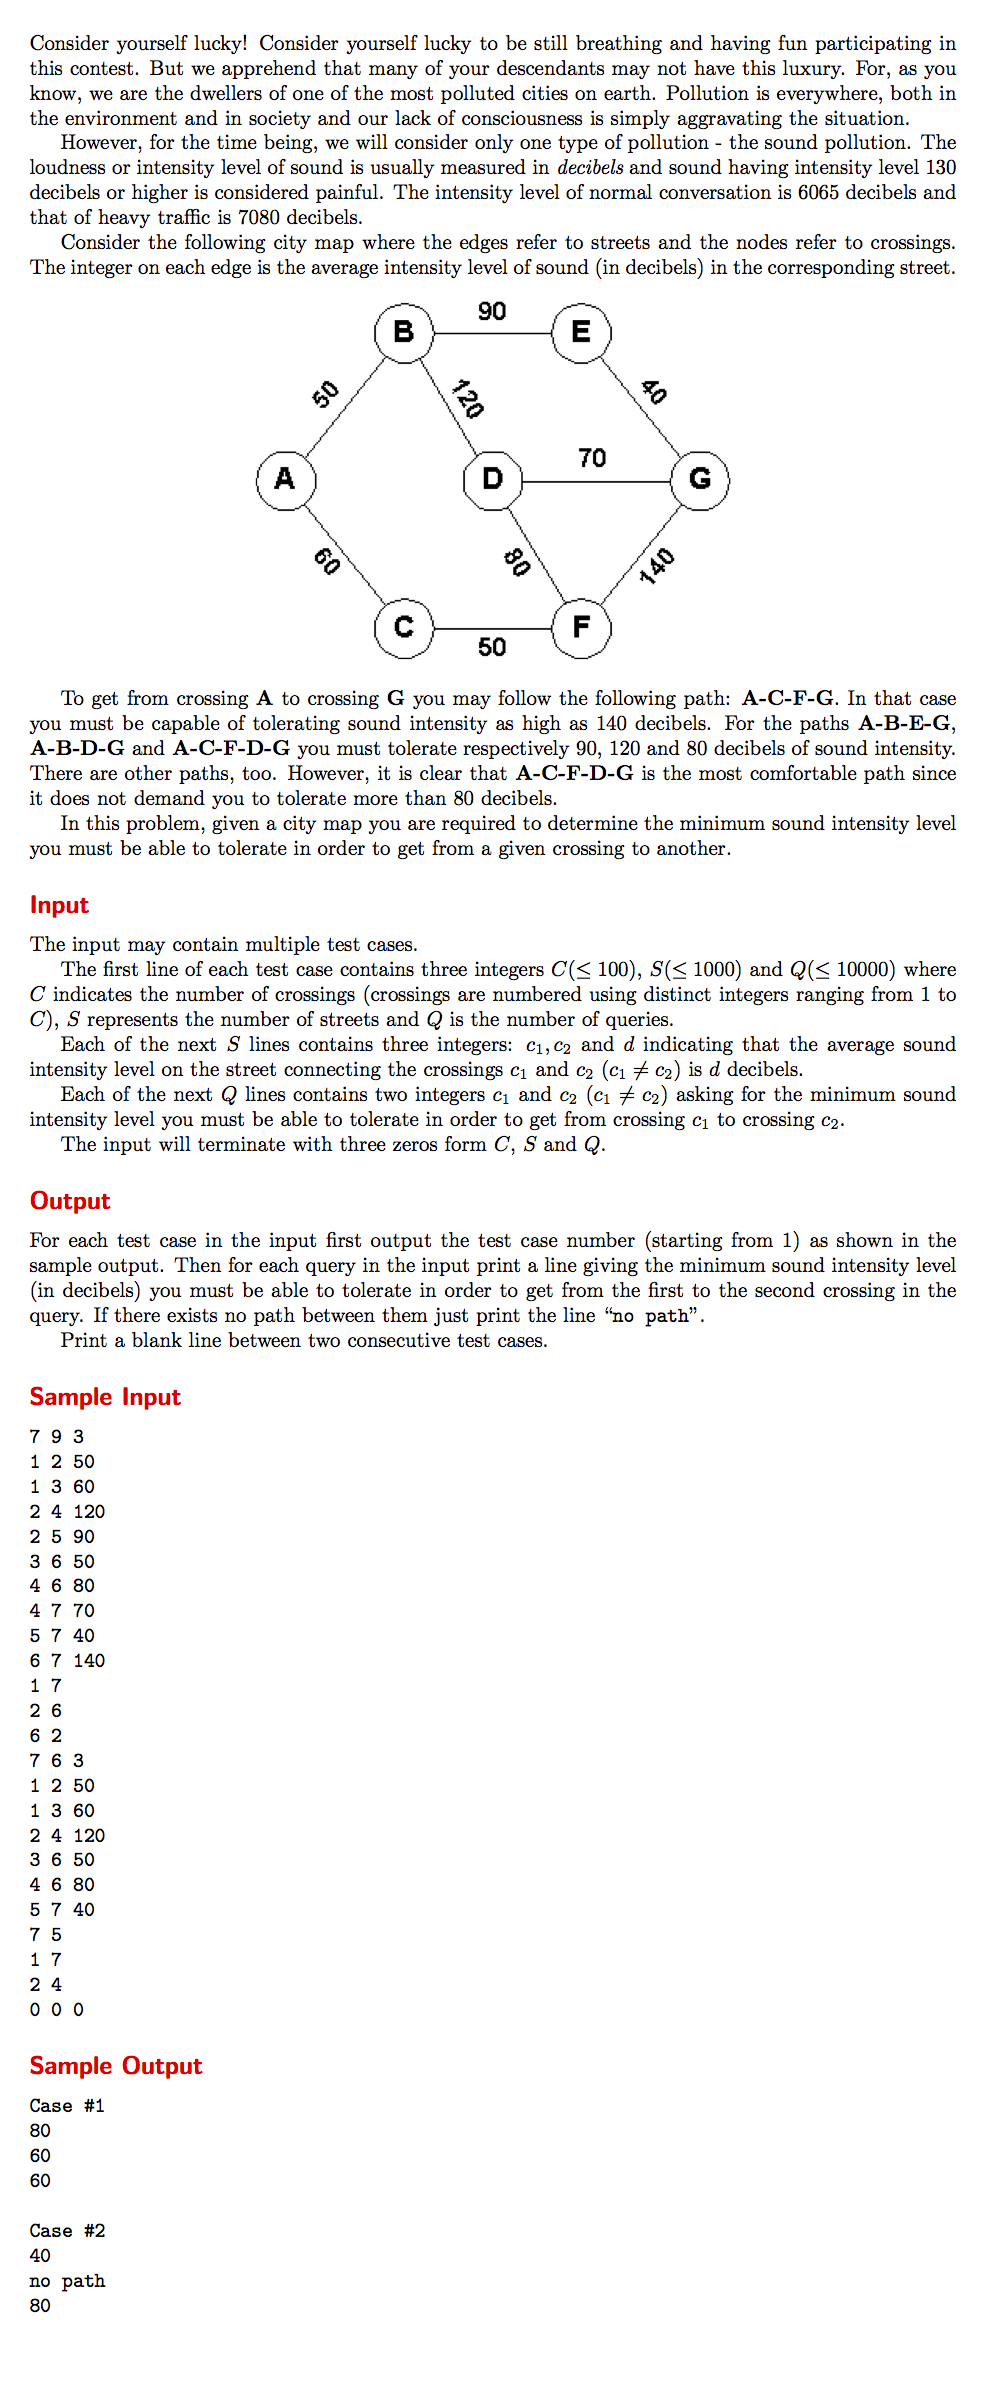 Consider yourself lucky! Consider yourself lucky to be still breathing and having fun participating in
this contest. But we apprehend that many of your descendants may not have this luxury. For, as you
know, we are the dwellers of one of the most polluted cities on earth. Pollution is everywhere, both in
the environment and in society and our lack of consciousness is simply aggravating the situation.
However, for the time being, we will consider only one type of pollution - the sound pollution. The
loudness or intensity level of sound is usually measured in decibels and sound having intensity level 130
decibels or higher is considered painful. The intensity level of normal conversation is 6065 decibels and
that of heavy traffic is 7080 decibels.
Consider the following city map where the edges refer to streets and the nodes refer to crossings.
The integer on each edge is the average intensity level of sound (in decibels) in the corresponding street.
90
B
E
50
120
40
70
A
D
G
60
80
140
C
F
50
To get from crossing A to crossing G you may follow the following path: A-C-F-G. In that case
you must be capable of tolerating sound intensity as high as 140 decibels. For the paths A-B-E-G,
A-B-D-G and A-C-F-D-G you must tolerate respectively 90, 120 and 80 decibels of sound intensity.
There are other paths, too. However, it is clear that A-C-F-D-G is the most comfortable path since
it does not demand you to tolerate more than 80 decibels.
In this problem, given a city map you are required to determine the minimum sound intensity level
you must be able to tolerate in order to get from a given crossing to another.
Input
The input may contain multiple test cases.
The first line of each test case contains three integers C(≤ 100), S(≤ 1000) and Q(≤ 10000) where
C indicates the number of crossings (crossings are numbered using distinct integers ranging from 1 to
C), S represents the number of streets and Q is the number of queries.
Each of the next S lines contains three integers: c₁, c₂ and d indicating that the average sound
intensity level on the street connecting the crossings c₁ and c₂ (c₁ ≠ c₂) is d decibels.
Each of the next Q lines contains two integers c₁ and c₂ (c₁ ≠ c₂) asking for the minimum sound
intensity level you must be able to tolerate in order to get from crossing c₁ to crossing c₂.
The input will terminate with three zeros form C, S and Q.
Output
For each test case in the input first output the test case number (starting from 1) as shown in the
sample output. Then for each query in the input print a line giving the minimum sound intensity level
(in decibels) you must be able to tolerate in order to get from the first to the second crossing in the
query. If there exists no path between them just print the line “no path”.
Print a blank line between two consecutive test cases.
Sample Input
7 9 3
1 2 50
1 3 60
2 4 120
2 5 90
3 6 50
4 6 80
4 7 70
5 7 40
6 7 140
1 7
2 6
6 2
7 6 3
1 2 50
1 3 60
2 4 120
3 6 50
4 6 80
5 7 40
7 5
1 7
2 4
0 0 0
Sample Output
Case #1
80
60
60
Case #2
40
no path
80